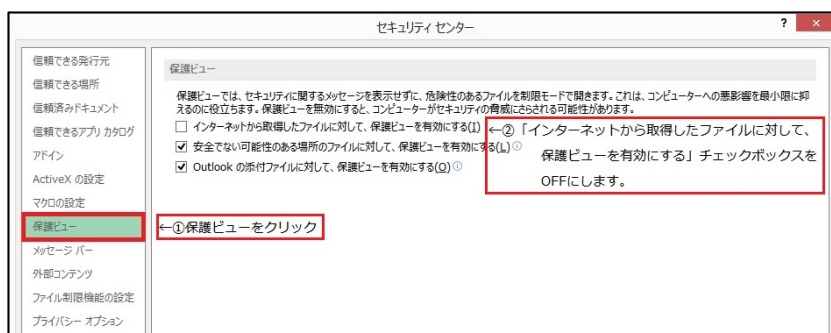 セキュリティ センター
? ×
信頼できる発行元
信頼できる場所
信頼済みドキュメント
信頼できるアプリ カタログ
アドイン
ActiveX の設定
マクロの設定
保護ビュー
メッセージ バー
外部コンテンツ
ファイル制限機能の設定
プライバシー オプション
保護ビュー
保護ビューでは、セキュリティに関するメッセージを表示せずに、危険性のあるファイルを制限モードで開きます。これは、コンピューターへの悪影響を最小限に抑
えるのに役立ちます。保護ビューを無効にすると、コンピューターがセキュリティの脅威にさらされる可能性があります。
インターネットから取得したファイルに対して、保護ビューを有効にする(I)
安全でない可能性のある場所のファイルに対して、保護ビューを有効にする(L)
Outlook の添付ファイルに対して、保護ビューを有効にする(O)
←②「インターネットから取得したファイルに対して、
保護ビューを有効にする」チェックボックスを
OFFにします。
←①保護ビューをクリック